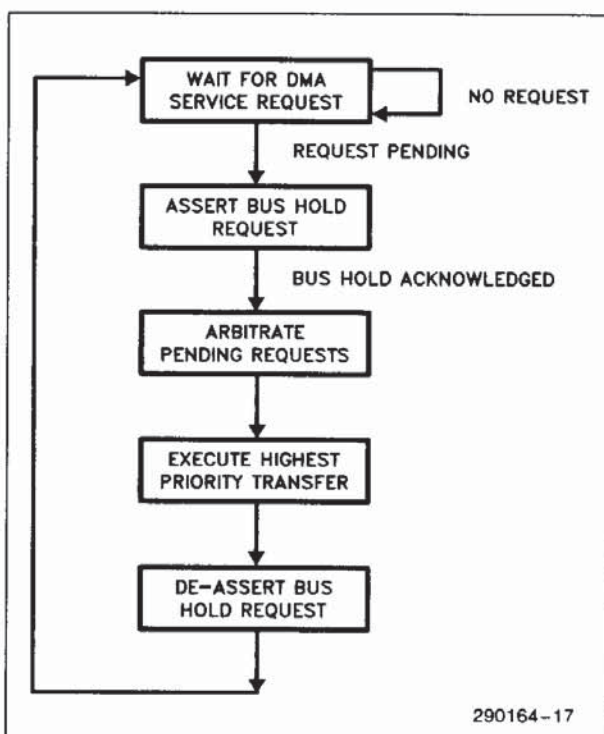 WAIT FOR DMA
SERVICE REQUEST
NO REQUEST
REQUEST PENDING
ASSERT BUS HOLD
REQUEST
BUS HOLD ACKNOWLEDGED
ARBITRATE
PENDING REQUESTS
EXECUTE HIGHEST
PRIORITY TRANSFER
DE-ASSERT BUS
HOLD REQUEST
290164-17